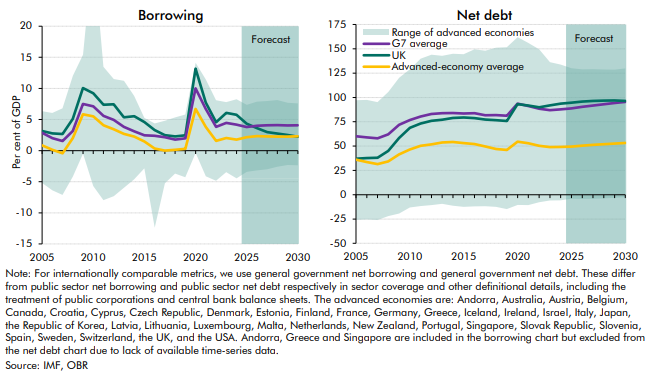 Borrowing
Net debt
Per cent of GDP
20
15
10
5
0
-5
-10
-15
2005
2010
2015
2020
2025
2030
Forecast
175
150
125
100
75
50
25
0
-25
-50
2005
2010
2015
2020
2025
2030
Range of advanced economies
G7 average
UK
Advanced-economy average
Forecast
Note: For internationally comparable metrics, we use general government net borrowing and general government net debt. These differ
from public sector net borrowing and public sector net debt respectively in sector coverage and other definitional details, including the
treatment of public corporations and central bank balance sheets. The advanced economies are: Andorra, Australia, Austria, Belgium,
Canada, Croatia, Cyprus, Czech Republic, Denmark, Estonia, Finland, France, Germany, Greece, Iceland, Ireland, Israel, Italy, Japan,
the Republic of Korea, Latvia, Lithuania, Luxembourg, Malta, Netherlands, New Zealand, Portugal, Singapore, Slovak Republic, Slovenia,
Spain, Sweden, Switzerland, the UK, and the USA. Andorra, Greece and Singapore are included in the borrowing chart but excluded from
the net debt chart due to lack of available time-series data.
Source: IMF, OBR